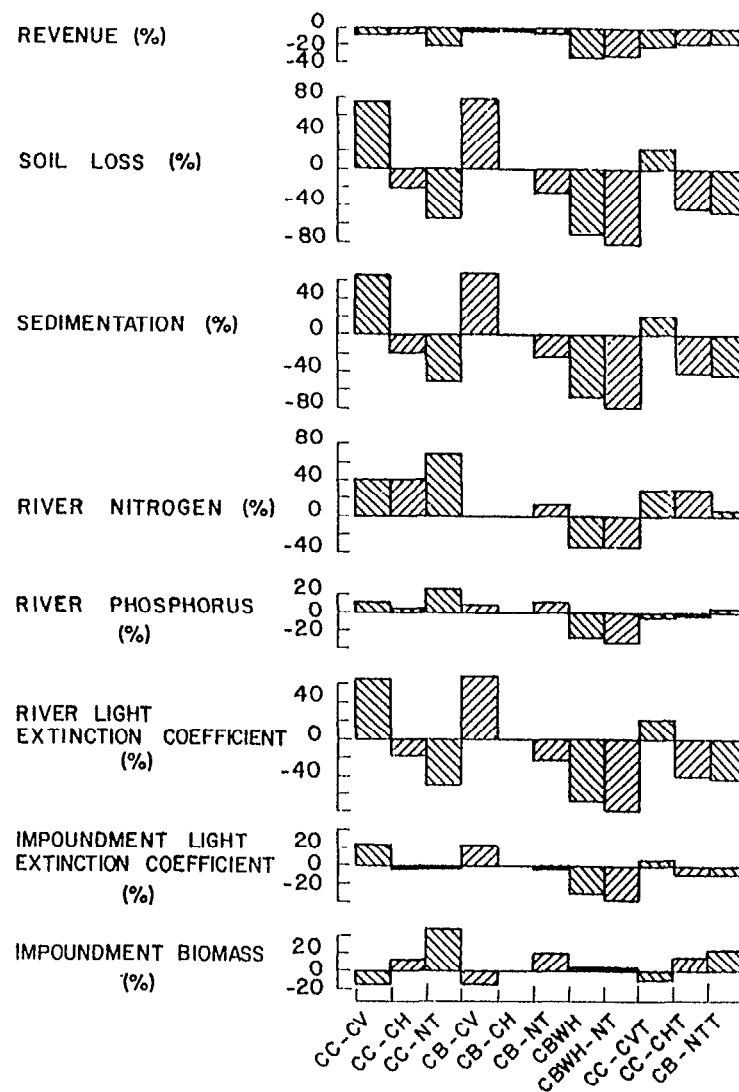 REVENUE (%)
0
-20
-40
SOIL LOSS (%)
80
40
0
-40
-80
SEDIMENTATION (%)
40
0
-40
-80
RIVER NITROGEN (%)
80
40
0
-40
RIVER PHOSPHORUS
(%)
20
0
-20
RIVER LIGHT
EXTINCTION COEFFICIENT
(%)
40
0
-40
IMPOUNDMENT LIGHT
EXTINCTION COEFFICIENT
(%)
20
0
-20
IMPOUNDMENT BIOMASS
(%)
20
0
-20
CC-CV
CC-CH
CC-NT
CB-CV
CB-CH
CB-NT
CBWH
CBWH-NT
CC-CVT
CC-CHT
CB-NTT